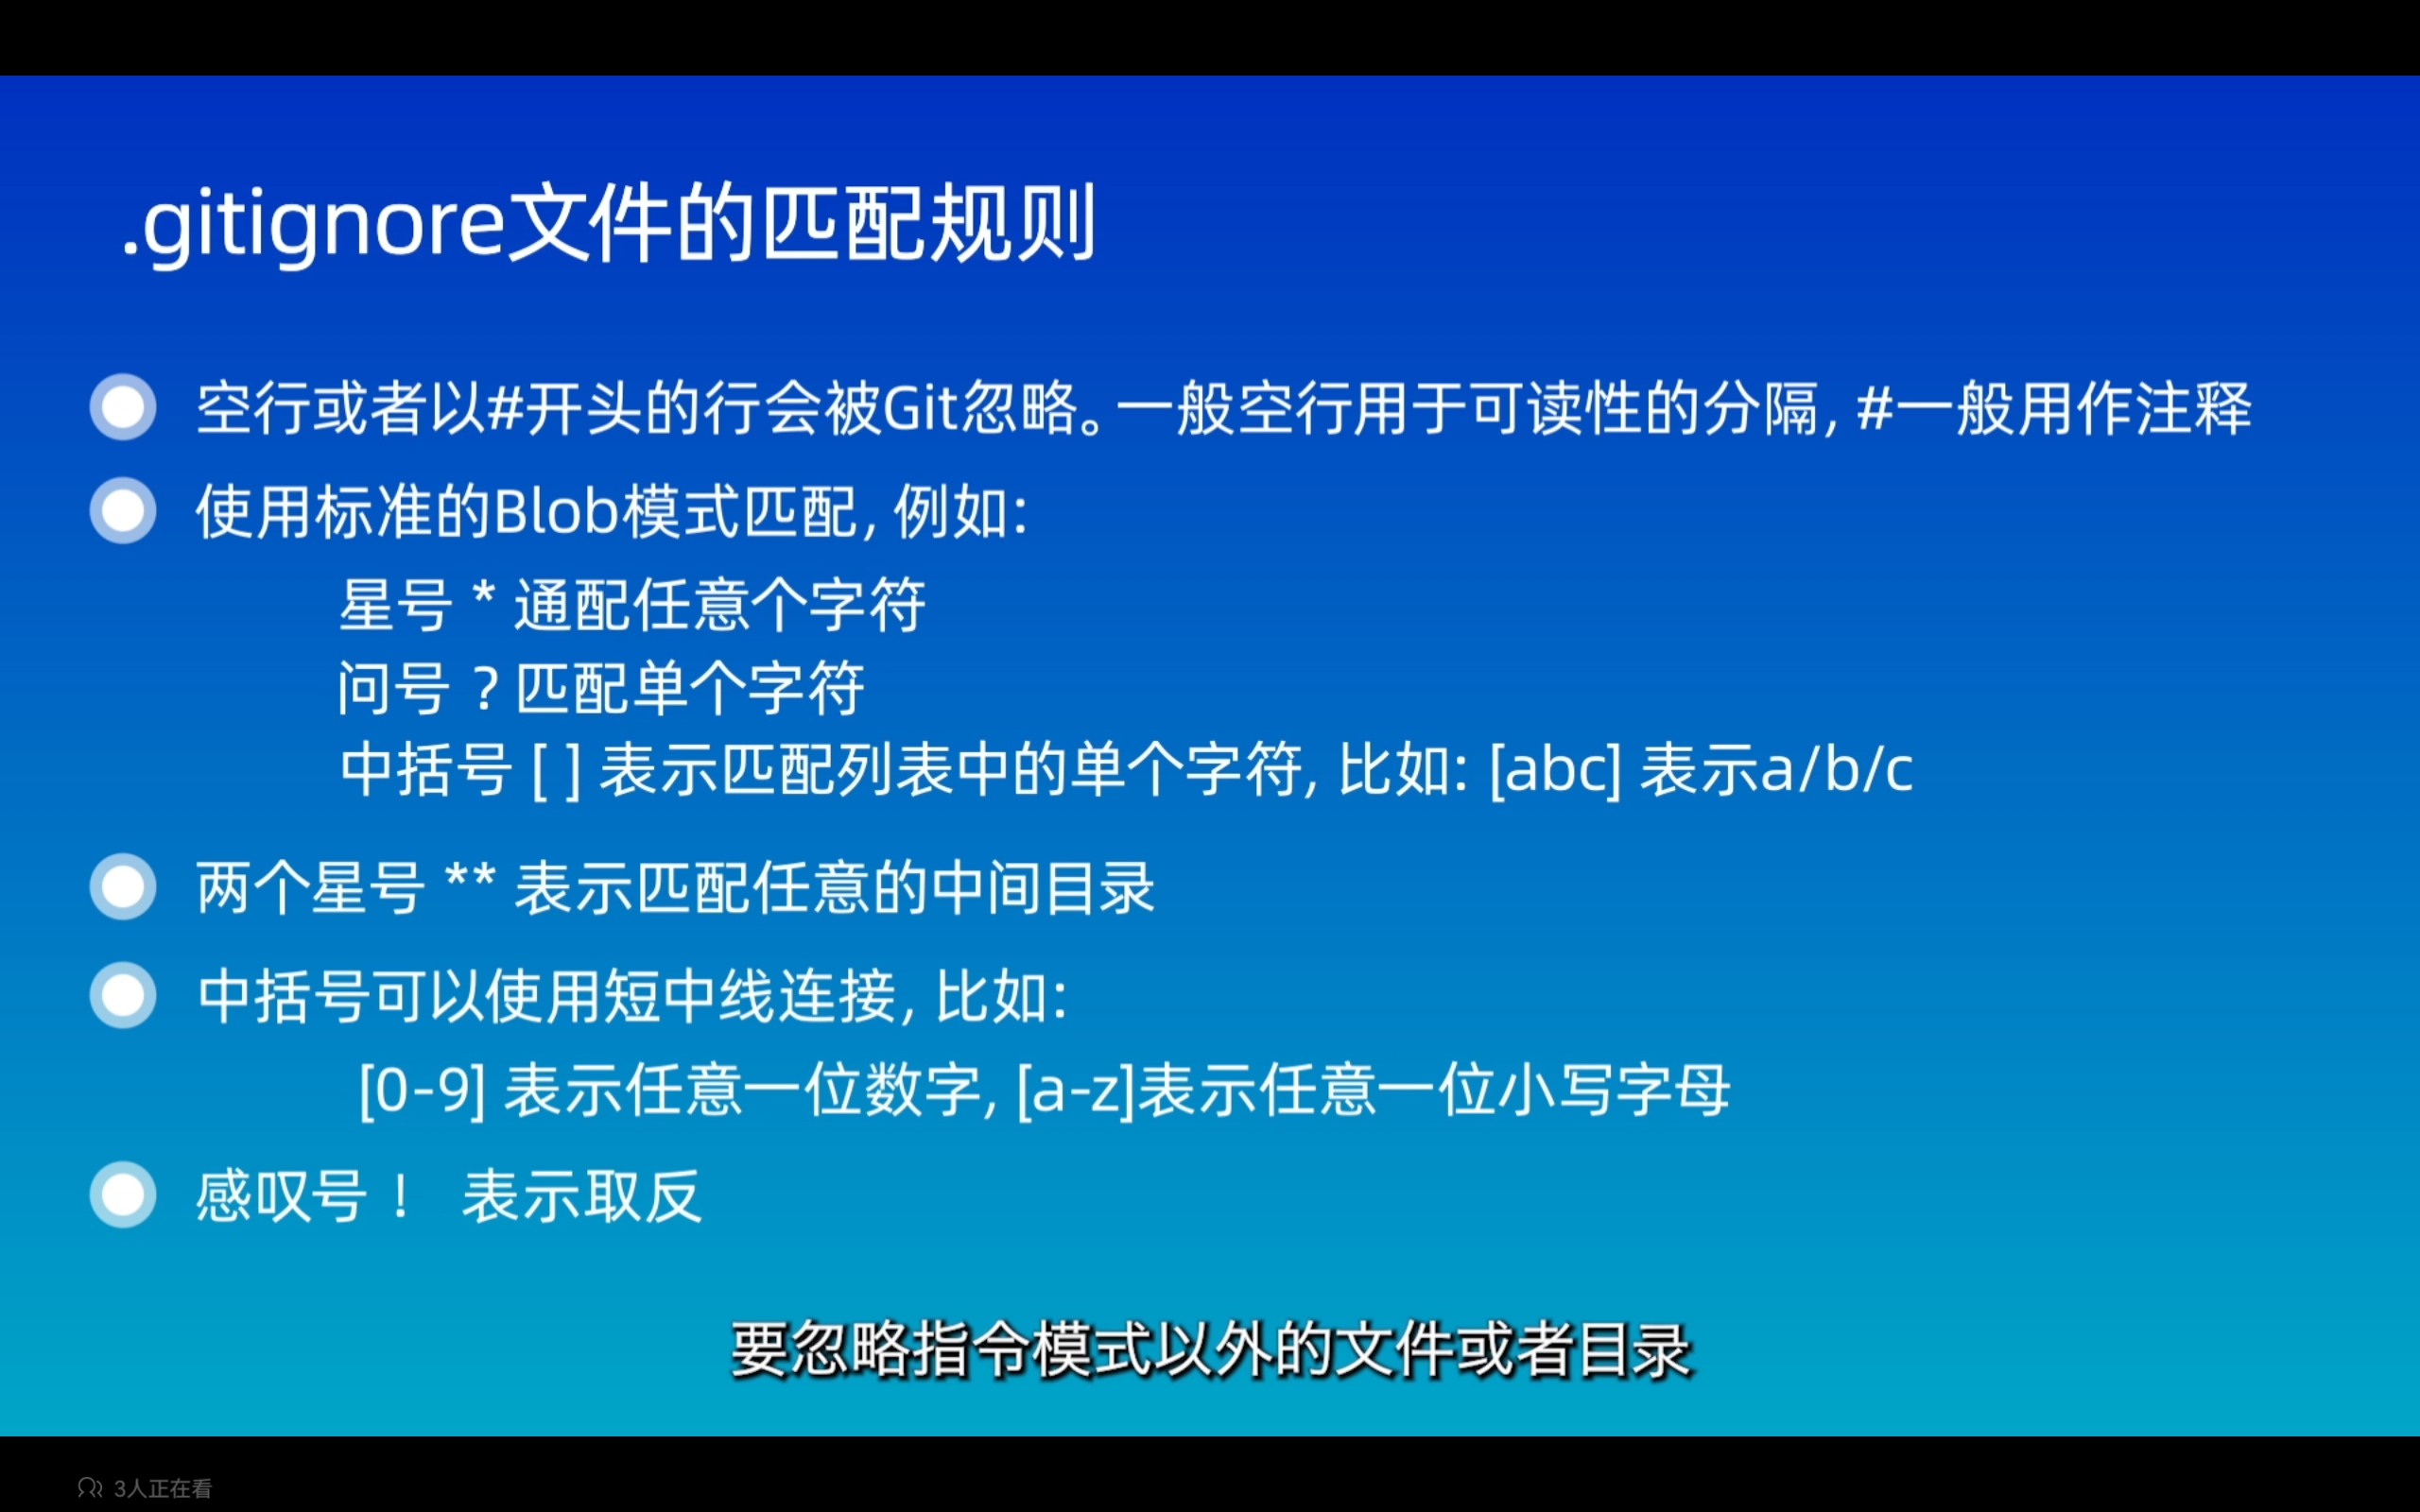 .gitignore文件的匹配规则
空行或者以#开头的行会被Git忽略。一般空行用于可读性的分隓, #一般用作注释
使用标准的Blob模式匹配, 例如:
星号 * 通配任意个字符
问号 ? 匹配单个字符
中括号 [ ] 表示匹配列表中的单个字符, 比如: [abc] 表示a/b/c
两个星号 ** 表示匹配任意的中间目录
中括号可以使用短中线连接, 比如:
[0-9] 表示任意一位数字, [a-z]表示任意一位小写字母
感叹号 ! 表示取反
要忽略指令模式以外的文件或者目录
3人正在看